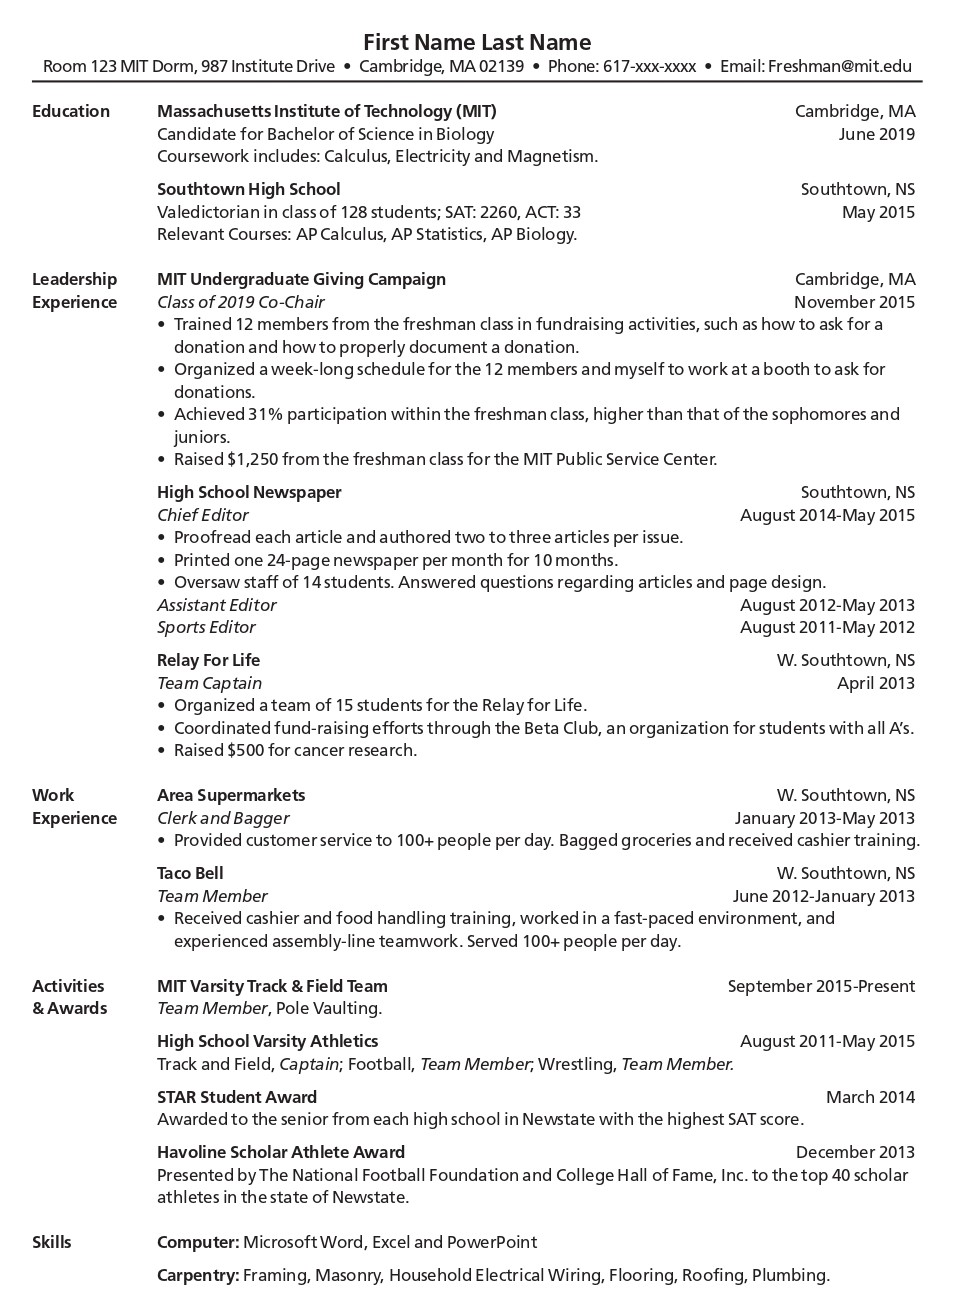 First Name Last Name
Room 123 MIT Dorm, 987 Institute Drive • Cambridge, MA 02139 • Phone: 617-xxx-xxxx • Email: Freshman@mit.edu
Education Massachusetts Institute of Technology (MIT) Cambridge, MA
Candidate for Bachelor of Science in Biology June 2019
Coursework includes: Calculus, Electricity and Magnetism.
Southtown High School Southtown, NS
Valedictorian in class of 128 students; SAT: 2260, ACT: 33 May 2015
Relevant Courses: AP Calculus, AP Statistics, AP Biology.
Leadership MIT Undergraduate Giving Campaign Cambridge, MA
Experience Class of 2019 Co-Chair November 2015
• Trained 12 members from the freshman class in fundraising activities, such as how to ask for a
donation and how to properly document a donation.
• Organized a week-long schedule for the 12 members and myself to work at a booth to ask for
donations.
• Achieved 31% participation within the freshman class, higher than that of the sophomores and
juniors.
• Raised $1,250 from the freshman class for the MIT Public Service Center.
High School Newspaper Southtown, NS
Chief Editor August 2014-May 2015
• Proofread each article and authored two to three articles per issue.
• Printed one 24-page newspaper per month for 10 months.
• Oversaw staff of 14 students. Answered questions regarding articles and page design.
Assistant Editor August 2012-May 2013
Sports Editor August 2011-May 2012
Relay For Life W. Southtown, NS
Team Captain April 2013
• Organized a team of 15 students for the Relay for Life.
• Coordinated fund-raising efforts through the Beta Club, an organization for students with all A's.
• Raised $500 for cancer research.
Work Area Supermarkets W. Southtown, NS
Experience Clerk and Bagger January 2013-May 2013
• Provided customer service to 100+ people per day. Bagged groceries and received cashier training.
Taco Bell W. Southtown, NS
Team Member June 2012-January 2013
• Received cashier and food handling training, worked in a fast-paced environment, and
experienced assembly-line teamwork. Served 100+ people per day.
Activities MIT Varsity Track & Field Team September 2015-Present
& Awards Team Member, Pole Vaulting.
High School Varsity Athletics August 2011-May 2015
Track and Field, Captain; Football, Team Member; Wrestling, Team Member.
STAR Student Award March 2014
Awarded to the senior from each high school in Newstate with the highest SAT score.
Havoline Scholar Athlete Award December 2013
Presented by The National Football Foundation and College Hall of Fame, Inc. to the top 40 scholar
athletes in the state of Newstate.
Skills Computer: Microsoft Word, Excel and PowerPoint
Carpentry: Framing, Masonry, Household Electrical Wiring, Flooring, Roofing, Plumbing.